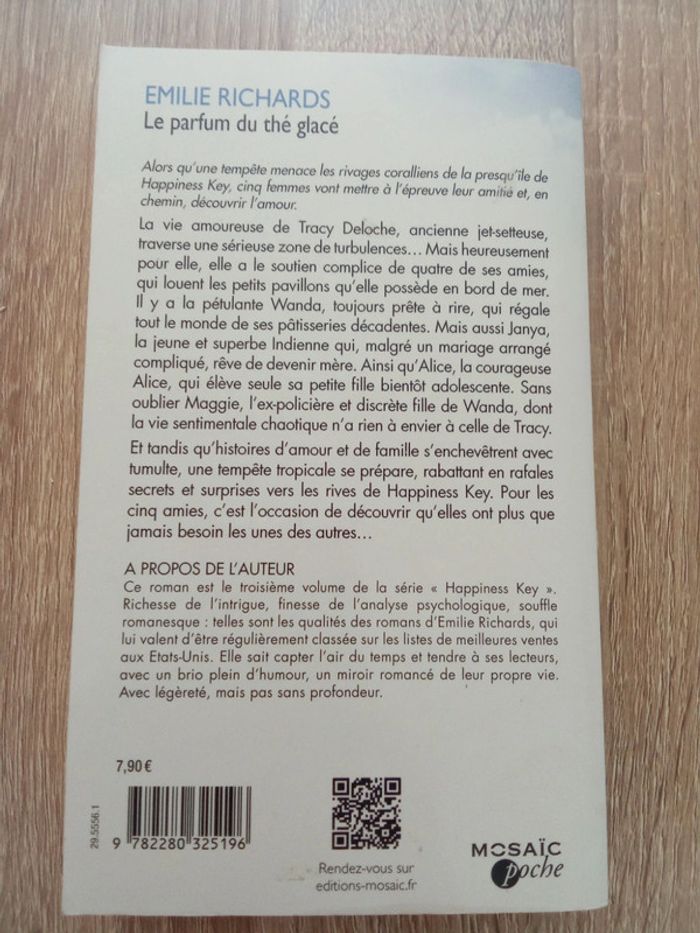 EMILIE RICHARDS
Le parfum du thé glacé
Alors qu'une tempête menace les rivages coralliens de la presqu'île de
Happiness Key, cinq femmes vont mettre à l'épreuve leur amitié et, en
chemin, découvrir l'amour.
La vie amoureuse de Tracy Deloche, ancienne jet-setteuse,
traverse une sérieuse zone de turbulences… Mais heureusement
pour elle, elle a le soutien complice de quatre de ses amies,
qui louent les petits pavillons qu'elle possède en bord de mer.
Il y a la pétulante Wanda, toujours prête à rire, qui régale
tout le monde de ses pâtisseries décadentes. Mais aussi Janya,
la jeune et superbe Indienne qui, malgré un mariage arrangé
compliqué, rêve de devenir mère. Ainsi qu'Alice, la courageuse
Alice, qui élève seule sa petite fille bientôt adolescente. Sans
oublier Maggie, l'ex-policière et discrète fille de Wanda, dont
la vie sentimentale chaotique n'a rien à envier à celle de Tracy.
Et tandis qu'histoires d'amour et de famille s'enchevêtrent avec
tumulte, une tempête tropicale se prépare, rabattant en rafales
secrets et surprises vers les rives de Happiness Key. Pour les
cinq amies, c'est l'occasion de découvrir qu'elles ont plus que
jamais besoin les unes des autres…
A PROPOS DE L'AUTEUR
Ce roman est le troisième volume de la série « Happiness Key ».
Richesse de l'intrigue, finesse de l'analyse psychologique, souffle
romanesque : telles sont les qualités des romans d'Emilie Richards, qui
lui valent d'être régulièrement classée sur les listes de meilleures ventes
aux Etats-Unis. Elle sait capter l'air du temps et tendre à ses lecteurs,
avec un brio plein d'humour, un miroir romancé de leur propre vie.
Avec légèreté, mais pas sans profondeur.
7,90 €
29.5556.1
9 782280 325196
Rendez-vous sur
editions-mosaic.fr
MOSAÏC
poche